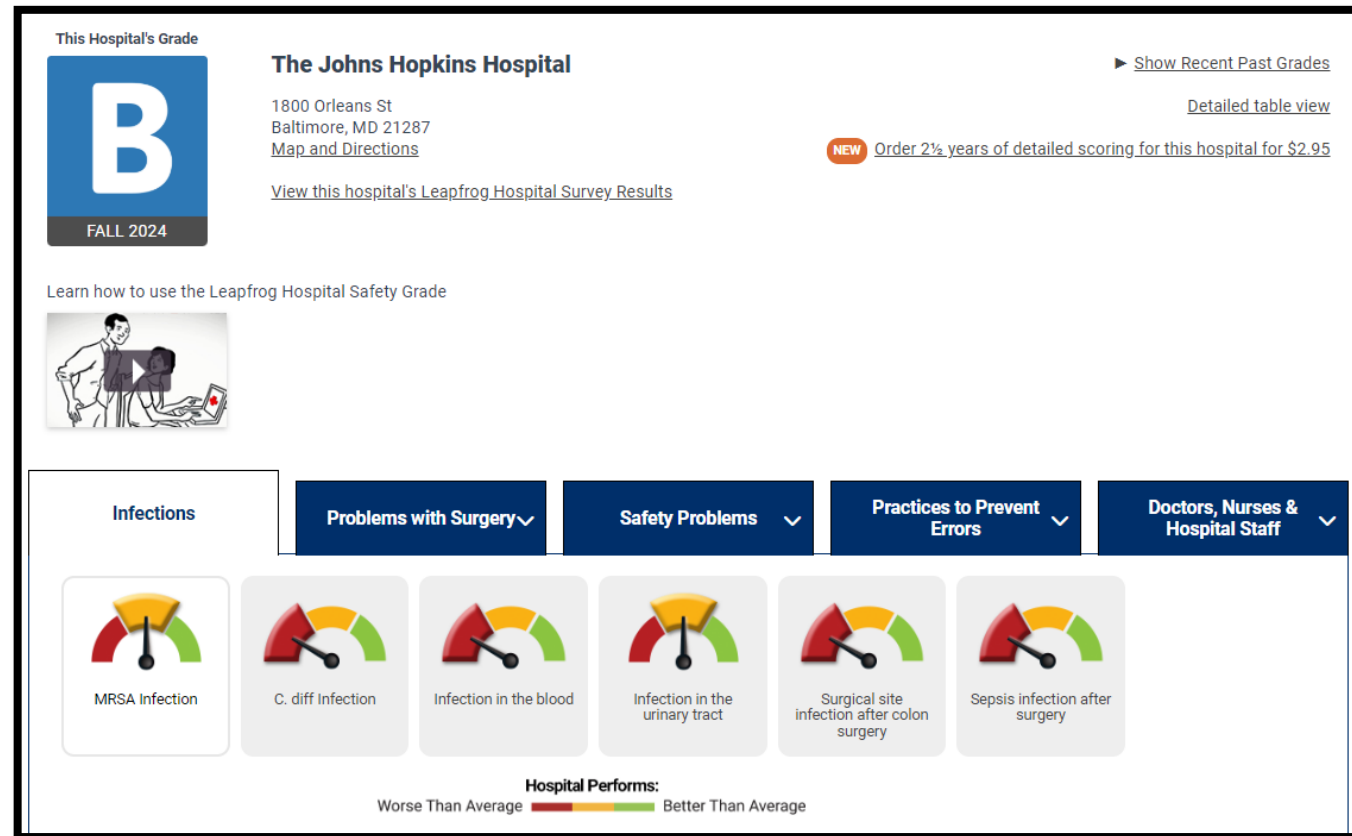 This Hospital's Grade
B
FALL 2024
The Johns Hopkins Hospital
1800 Orleans St
Baltimore, MD 21287
Map and Directions
View this hospital's Leapfrog Hospital Survey Results
► Show Recent Past Grades
Detailed table view
NEW Order 2½ years of detailed scoring for this hospital for $2.95
Learn how to use the Leapfrog Hospital Safety Grade
Infections
Problems with Surgery
Safety Problems
Practices to Prevent
Errors
Doctors, Nurses &
Hospital Staff
MRSA Infection
C. diff Infection
Infection in the blood
Infection in the
urinary tract
Surgical site
infection after colon
surgery
Sepsis infection after
surgery
Hospital Performs:
Worse Than Average Better Than Average